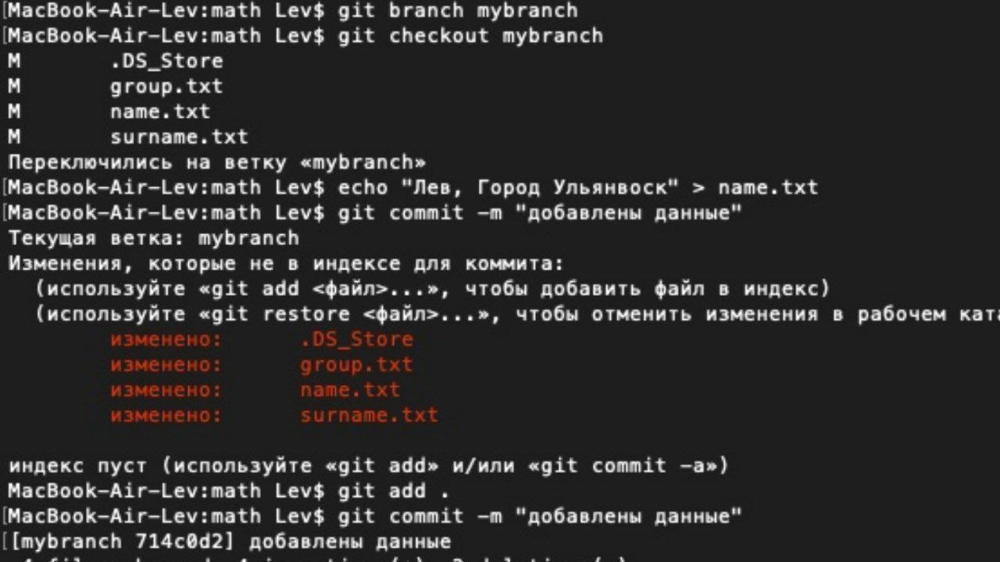 [MacBook-Air-Lev:math Lev$ git branch mybranch
[MacBook-Air-Lev:math Lev$ git checkout mybranch
M .DS_Store
M group.txt
M name.txt
M surname.txt
Переключились на ветку «mybranch»
[MacBook-Air-Lev:math Lev$ echo "Лев, Город Ульянвоск" > name.txt
[MacBook-Air-Lev:math Lev$ git commit -m "добавлены данные"
Текущая ветка: mybranch
Изменения, которые не в индексе для коммита:
(используйте «git add <файл>...», чтобы добавить файл в индекс)
(используйте «git restore <файл>...», чтобы отменить изменения в рабочем ката
изменено: .DS_Store
изменено: group.txt
изменено: name.txt
изменено: surname.txt
индекс пуст (используйте «git add» и/или «git commit -a»)
MacBook-Air-Lev:math Lev$ git add .
[MacBook-Air-Lev:math Lev$ git commit -m "добавлены данные"
[[mybranch 714c0d2] добавлены данные